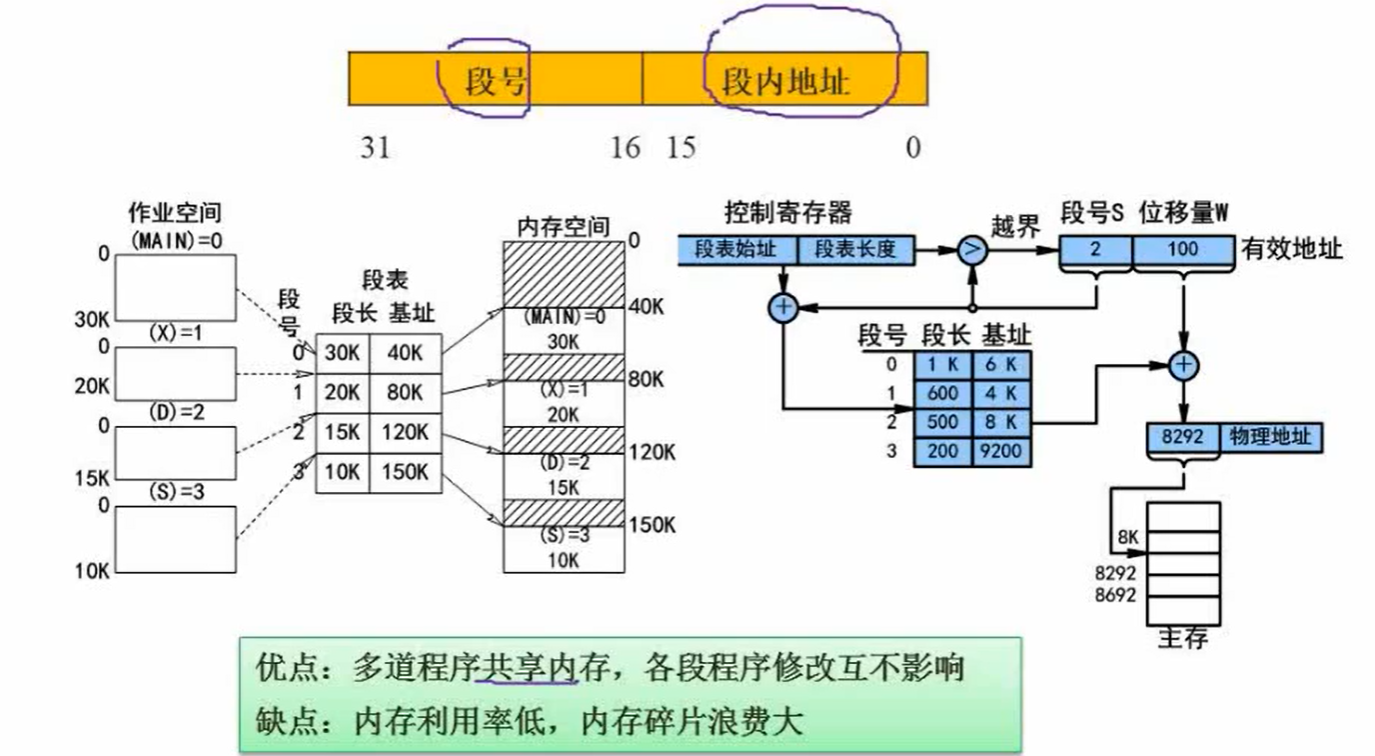 段号 段内地址
31 16 15 0
作业空间
(MAIN)=0
0
30K
(X)=1
0
20K
(D)=2
0
15K
(S)=3
0
10K
段表
段号 段长 基址
0 30K 40K
1 20K 80K
2 15K 120K
3 10K 150K
内存空间
0
40K
(MAIN)=0
30K
80K
(X)=1
20K
120K
(D)=2
15K
150K
(S)=3
10K
控制寄存器
段表始址 段表长度
>
越界
段号S 位移量W
2 100 有效地址
+
段号 段长 基址
0 1 K 6 K
1 600 4 K
2 500 8 K
3 200 9200
+
8292 物理地址
8K
8292
8692
主存
优点：多道程序共享内存，各段程序修改互不影响
缺点：内存利用率低，内存碎片浪费大